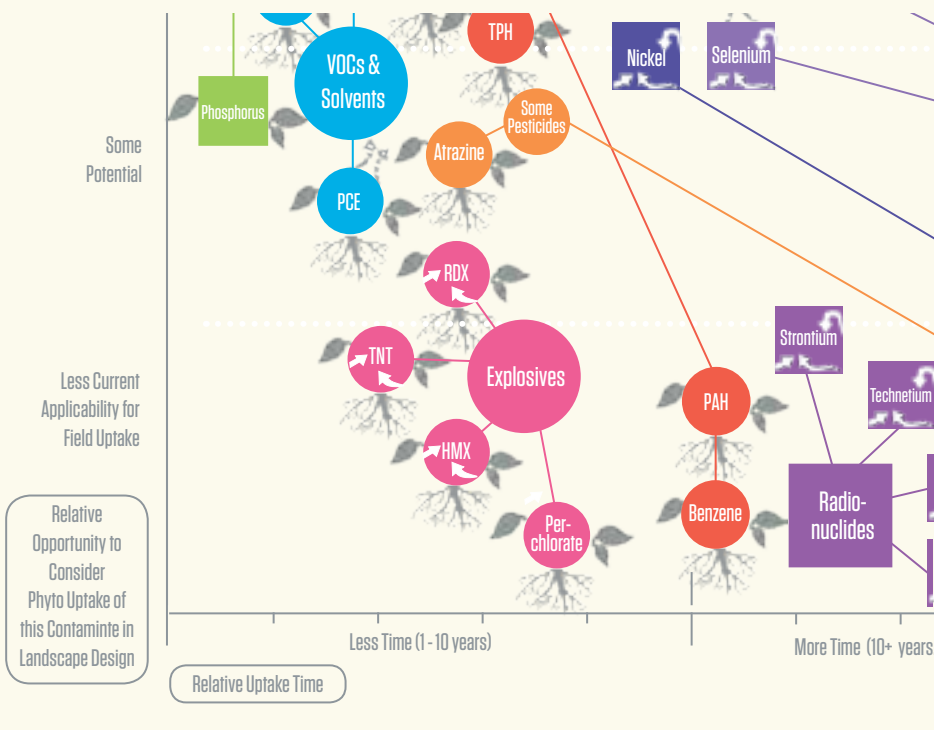 TPH
Nickel
Selenium
VOCs &
Solvents
Phosphorus
Some
Pesticides
Some
Potential
Atrazine
PCE
RDX
Strontium
TNT
Explosives
Less Current
Applicability for
Field Uptake
PAH
Technetium
HMX
Radio-
nuclides
Benzene
Per-
chlorate
Relative
Opportunity to
Consider
Phyto Uptake of
this Contaminte in
Landscape Design
Less Time (1 - 10 years)
More Time (10+ years
Relative Uptake Time